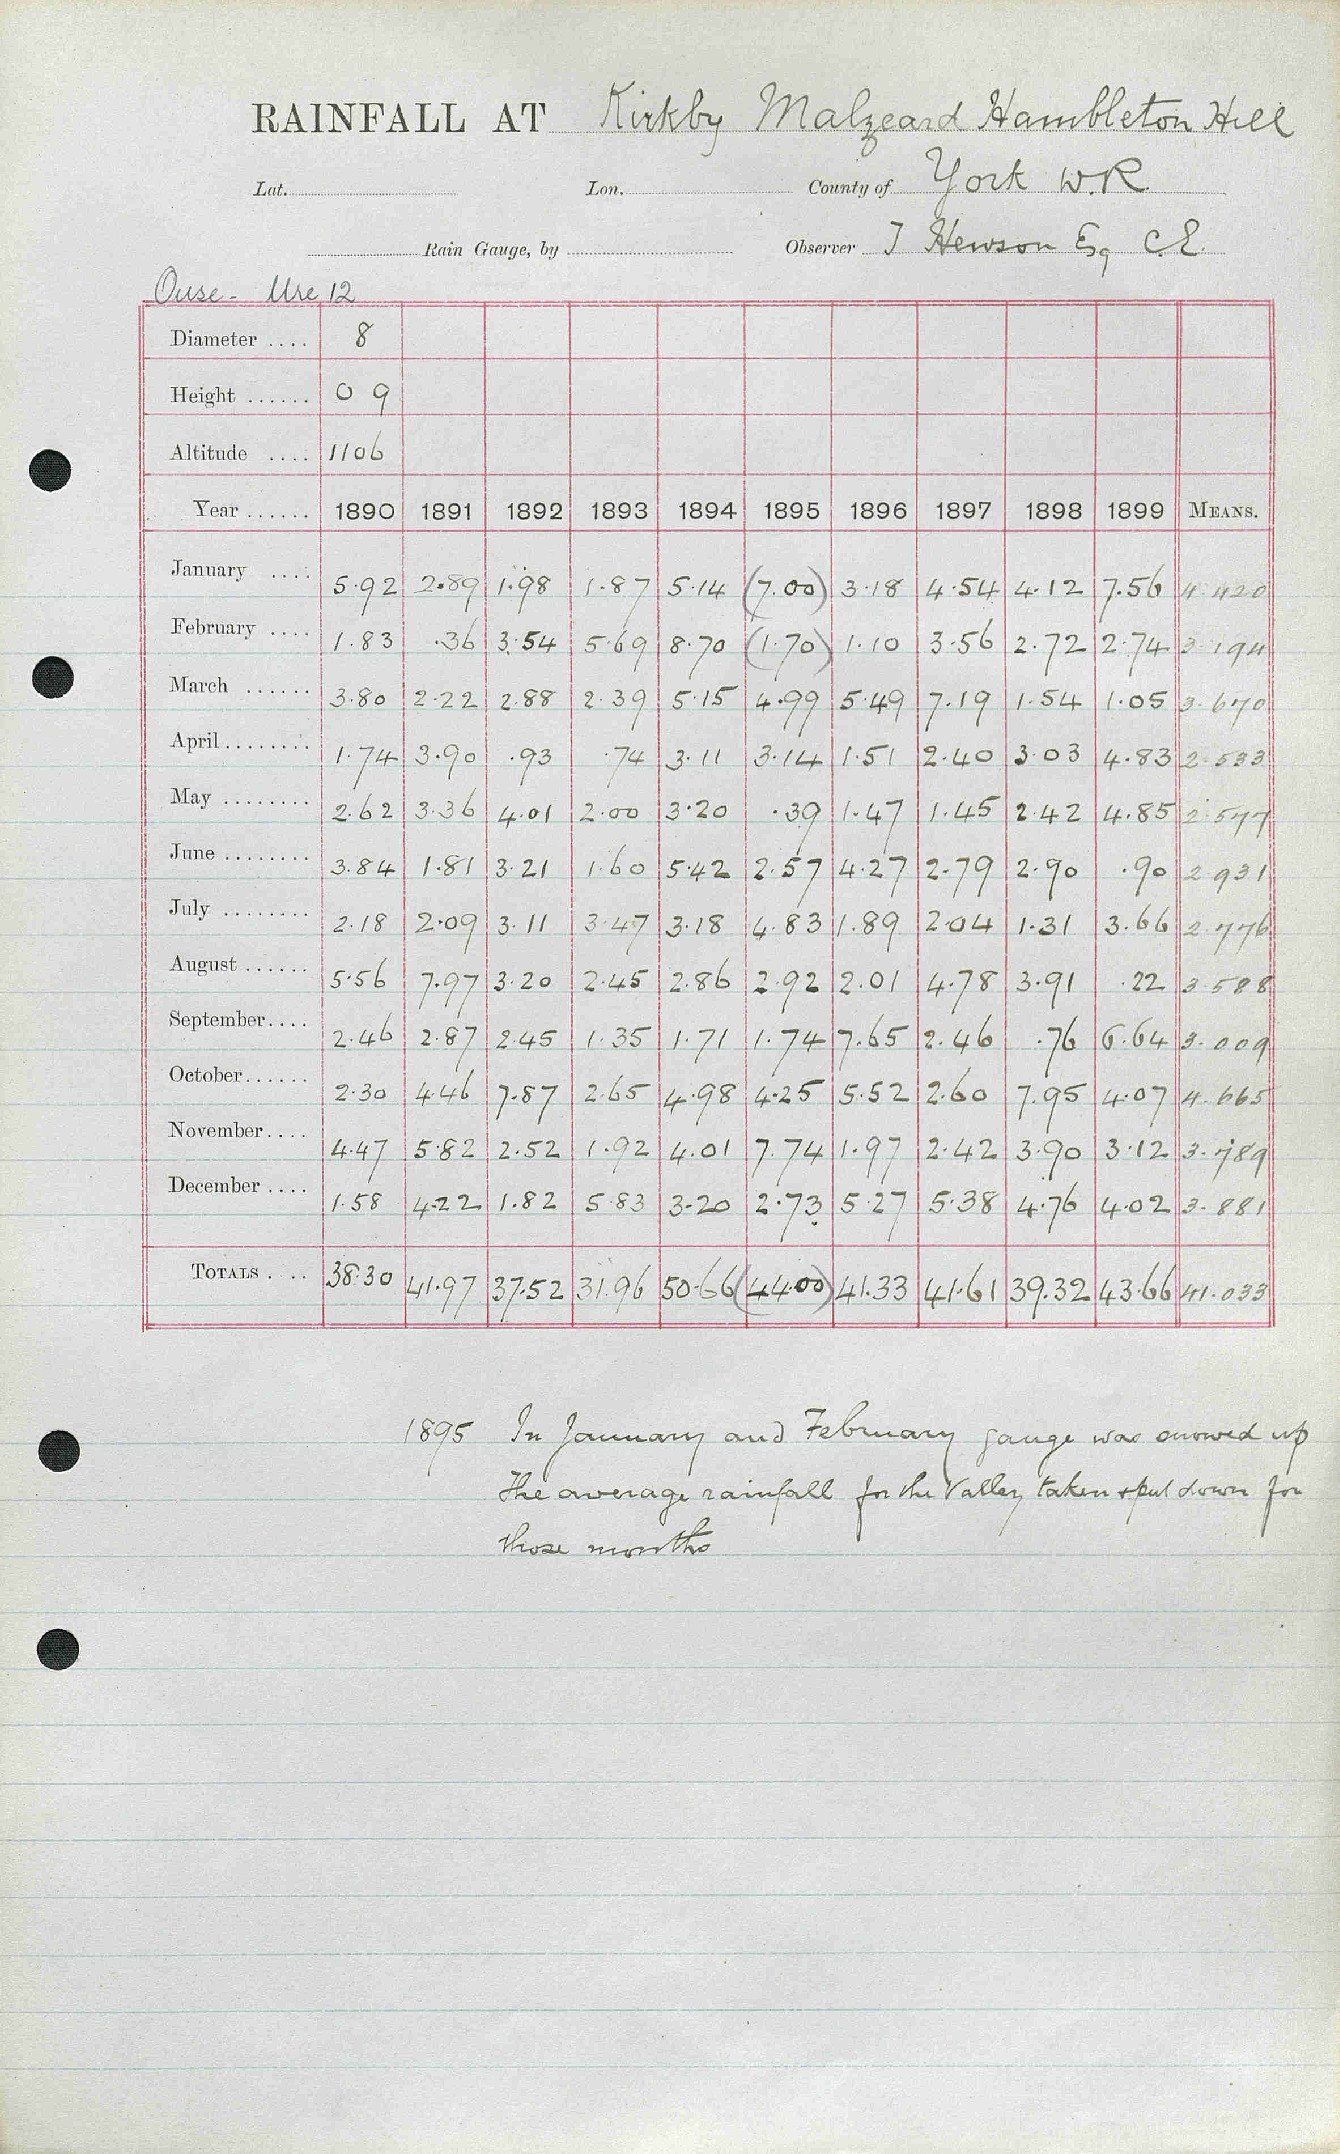 RAINFALL AT Kirkby Malzeard Hambleton Hill
Lat. Lon. County of York W.R.
Rain Gauge, by Observer T Hewson Esq C.E.
Ouse - Ure 12
Diameter .... 8
Height ...... 0 9
Altitude .... 1106
Year ...... 1890 1891 1892 1893 1894 1895 1896 1897 1898 1899 MEANS.
January .... 5.92 2.89 1.98 1.87 5.14 (7.00) 3.18 4.54 4.12 7.56 4.420
February .... 1.83 .36 3.54 5.69 8.70 (1.70) 1.10 3.56 2.72 2.74 3.194
March ...... 3.80 2.22 2.88 2.39 5.15 4.99 5.49 7.19 1.54 1.05 3.670
April ........ 1.74 3.90 .93 .74 3.11 3.14 1.51 2.40 3.03 4.83 2.533
May ........ 2.62 3.36 4.01 2.00 3.20 .39 1.47 1.45 2.42 4.85 2.577
June ........ 3.84 1.81 3.21 1.60 5.42 2.57 4.27 2.79 2.90 .90 2.931
July ........ 2.18 2.09 3.11 3.47 3.18 4.83 1.89 2.04 1.31 3.66 2.776
August ...... 5.56 7.97 3.20 2.45 2.86 2.92 2.01 4.78 3.91 .22 3.588
September.... 2.46 2.87 2.45 1.35 1.71 1.74 7.65 2.46 .76 6.64 3.009
October...... 2.30 4.46 7.87 2.65 4.98 4.25 5.52 2.60 7.95 4.07 4.665
November.... 4.47 5.82 2.52 1.92 4.01 7.74 1.97 2.42 3.90 3.12 3.789
December .... 1.58 4.22 1.82 5.83 3.20 2.73 5.27 5.38 4.76 4.02 3.881
TOTALS .... 38.30 41.97 37.52 31.96 50.66 (44.00) 41.33 41.61 39.32 43.66 41.033
1895 In January and February gauge was snowed up
the average rainfall for the Valley taken & put down for
those months